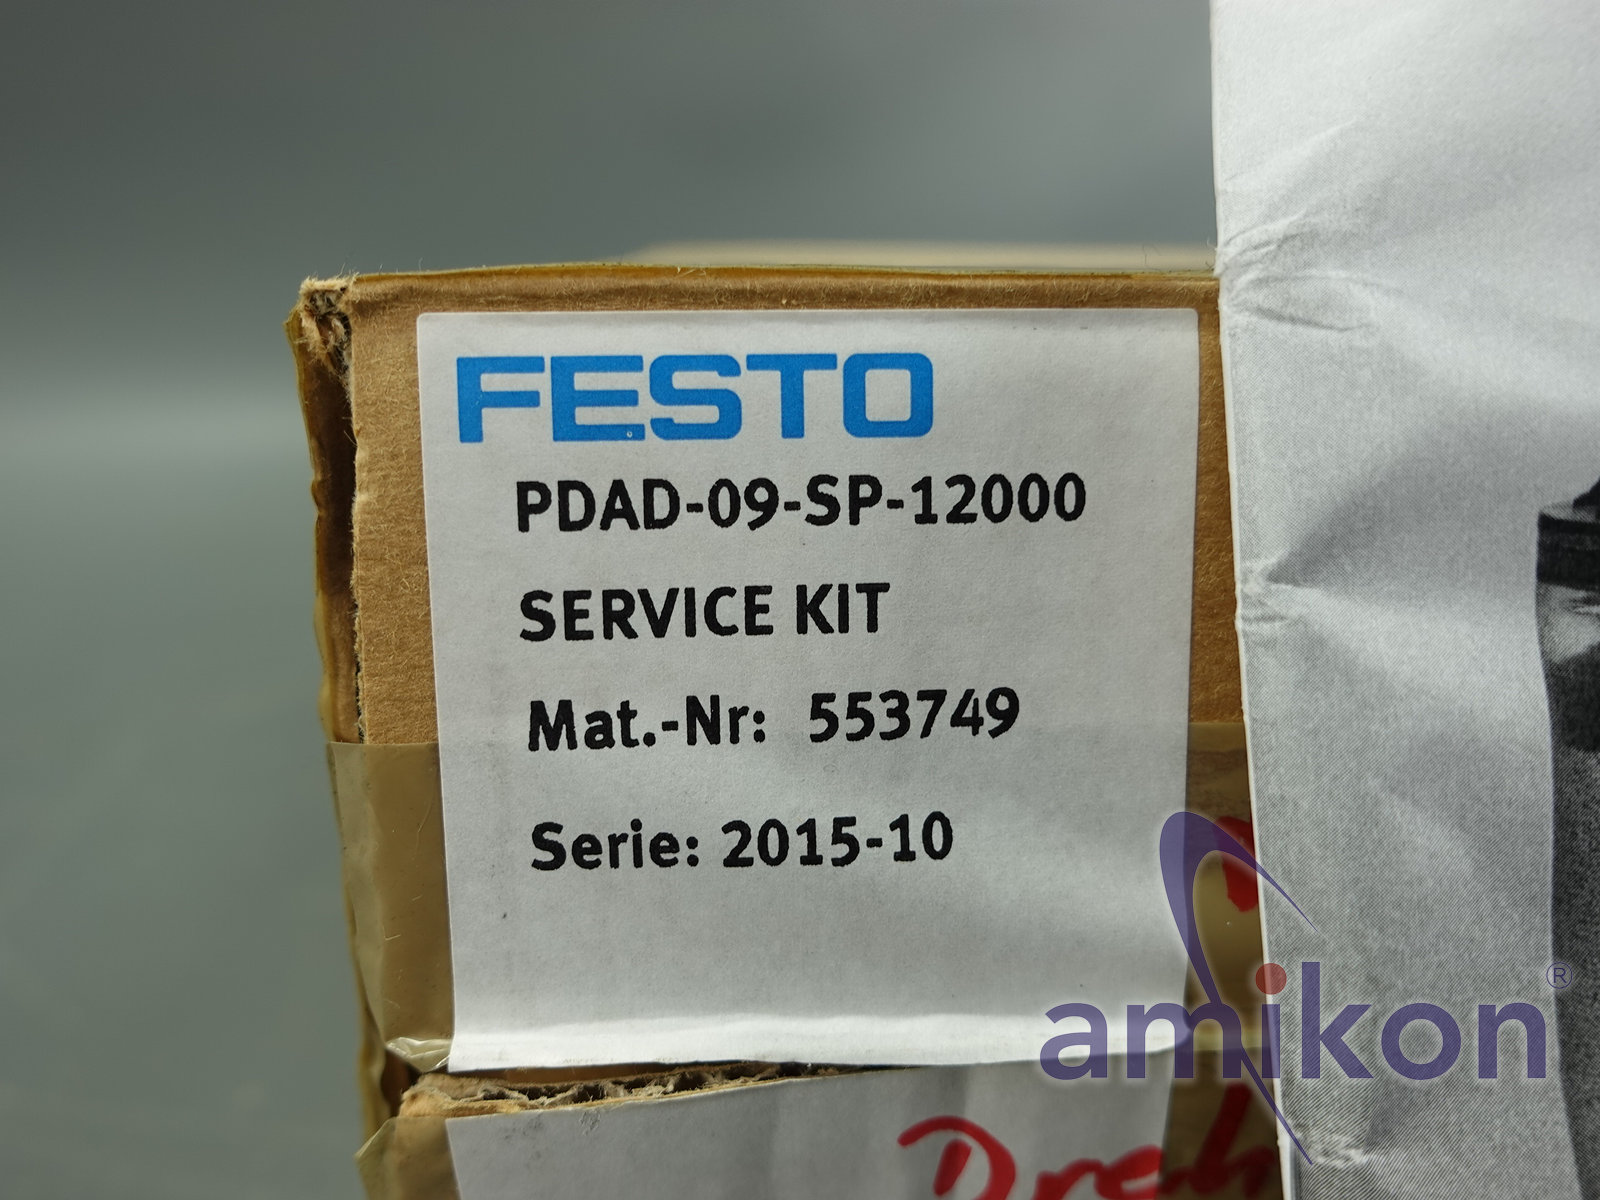 FESTO
PDAD-09-SP-12000
SERVICE KIT
Mat.-Nr: 553749
Serie: 2015-10
amikon®